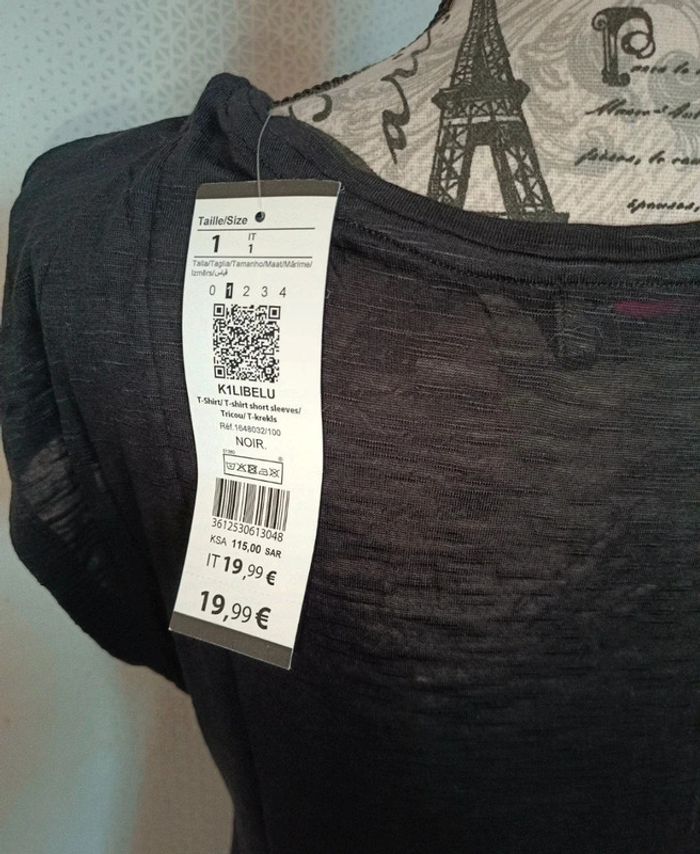 Taille/Size
1 IT 1
Talla/Taglia/Tamanho/Maat/Mărime/
Izmērs/قياس
0 1 2 3 4
K1LIBELU
T-Shirt/ T-shirt short sleeves/
Tricou/ T-krekls
Réf.1648032/100
NOIR.
3612530613048
KSA 115,00 SAR
IT 19,99 €
19,99 €